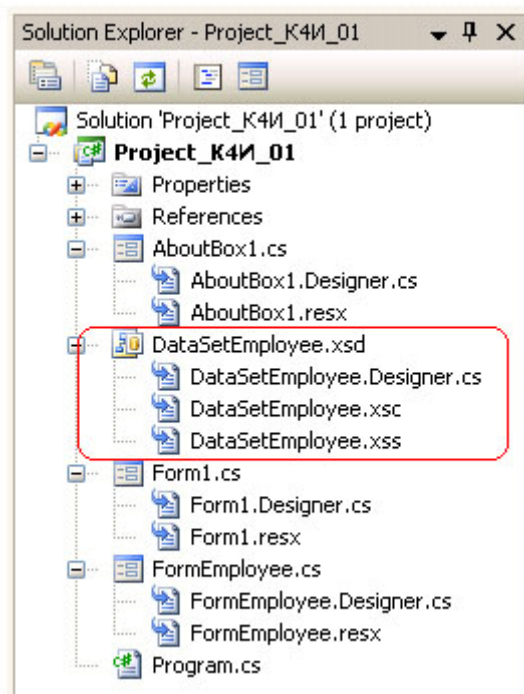 Solution Explorer - Project_К4И_01
Solution 'Project_К4И_01' (1 project)
Project_К4И_01
Properties
References
AboutBox1.cs
AboutBox1.Designer.cs
AboutBox1.resx
DataSetEmployee.xsd
DataSetEmployee.Designer.cs
DataSetEmployee.xsc
DataSetEmployee.xss
Form1.cs
Form1.Designer.cs
Form1.resx
FormEmployee.cs
FormEmployee.Designer.cs
FormEmployee.resx
Program.cs